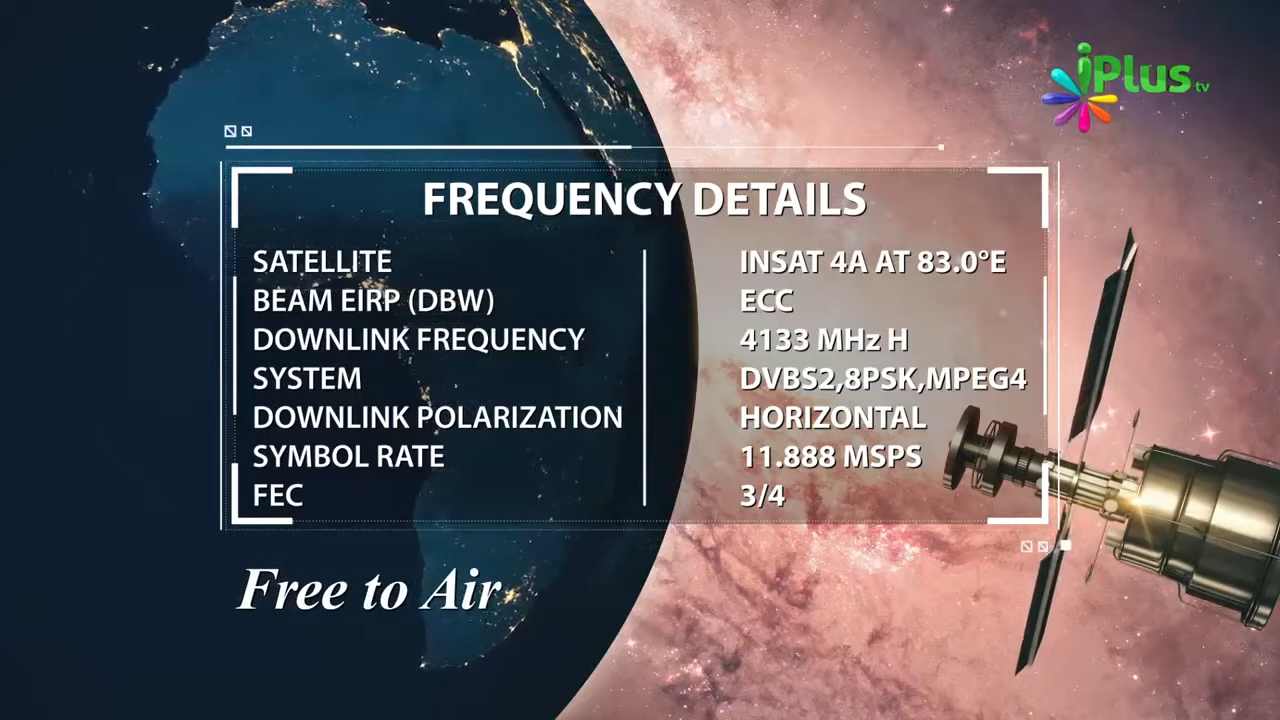 iPlus tv
FREQUENCY DETAILS
SATELLITE INSAT 4A AT 83.0°E
BEAM EIRP (DBW) ECC
DOWNLINK FREQUENCY 4133 MHz H
SYSTEM DVBS2,8PSK,MPEG4
DOWNLINK POLARIZATION HORIZONTAL
SYMBOL RATE 11.888 MSPS
FEC 3/4
Free to Air